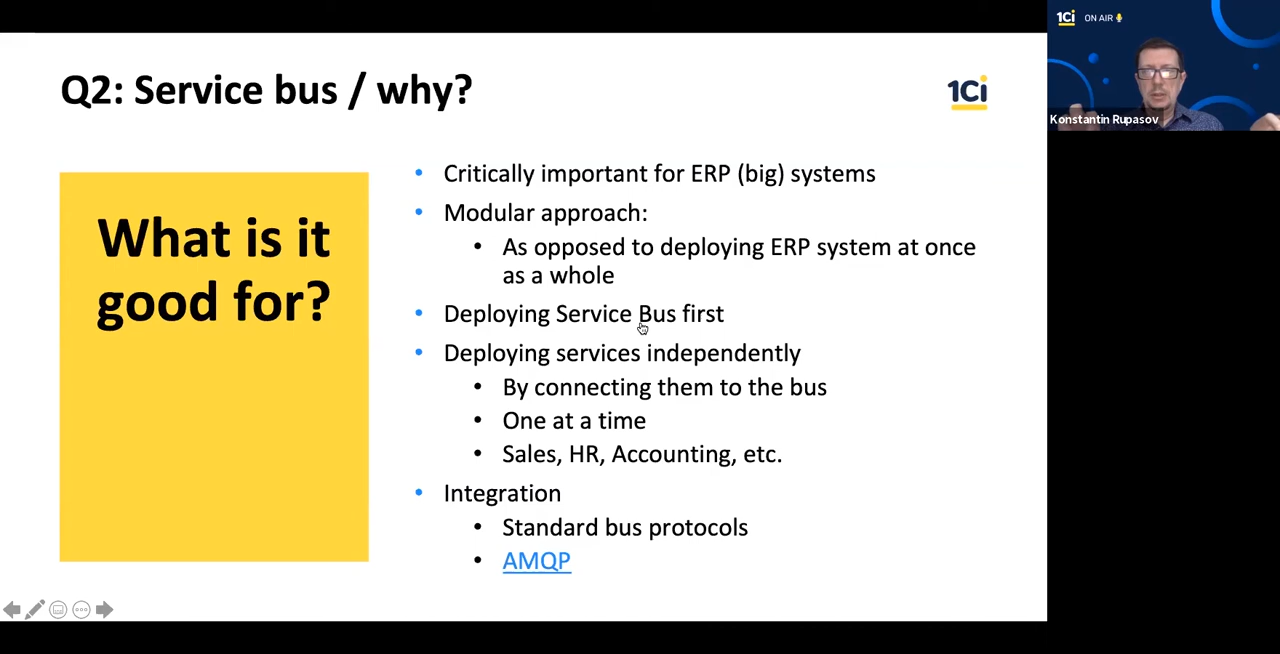 Q2: Service bus / why?
1Ci
1Ci ON AIR
Konstantin Rupasov
What is it
good for?
• Critically important for ERP (big) systems
• Modular approach:
• As opposed to deploying ERP system at once
as a whole
• Deploying Service Bus first
• Deploying services independently
• By connecting them to the bus
• One at a time
• Sales, HR, Accounting, etc.
• Integration
• Standard bus protocols
• AMQP